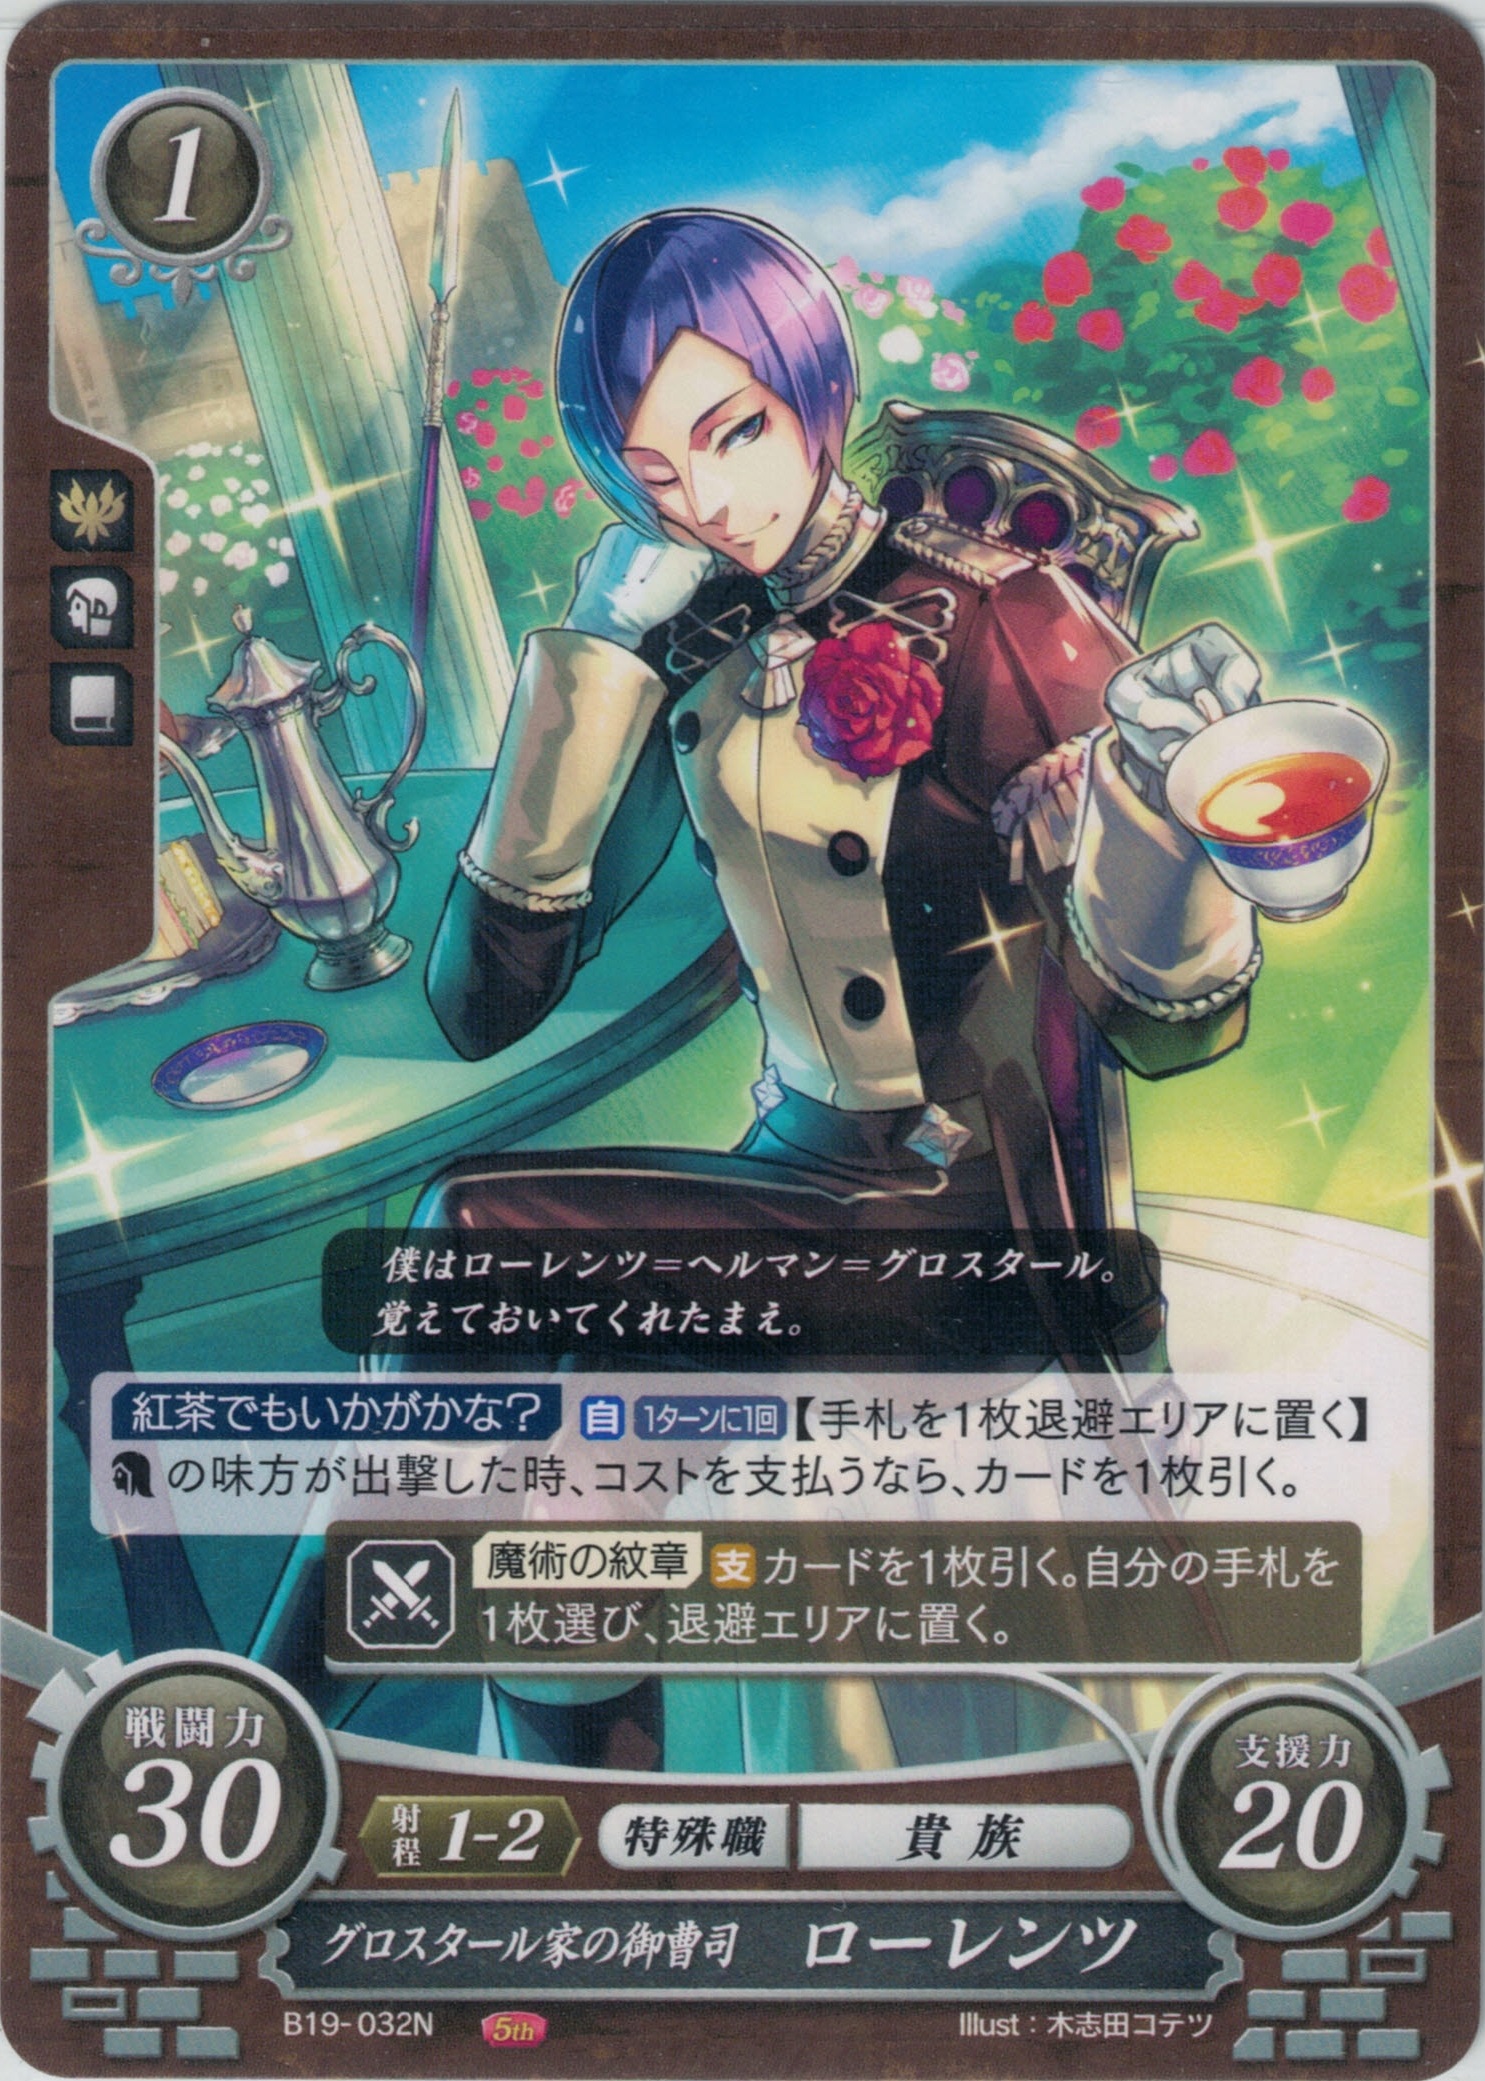 1
僕はローレンツ＝ヘルマン＝グロスタール。
覚えておいてくれたまえ。
紅茶でもいかがかな？ 自 1ターンに1回【手札を1枚退避エリアに置く】
の味方が出撃した時、コストを支払うなら、カードを1枚引く。
魔術の紋章 支 カードを1枚引く。自分の手札を
1枚選び、退避エリアに置く。
戦闘力
30
射程 1-2
特殊職 貴族
支援力
20
グロスタール家の御曹司 ローレンツ
B19-032N 5th Illust：木志田コテツ